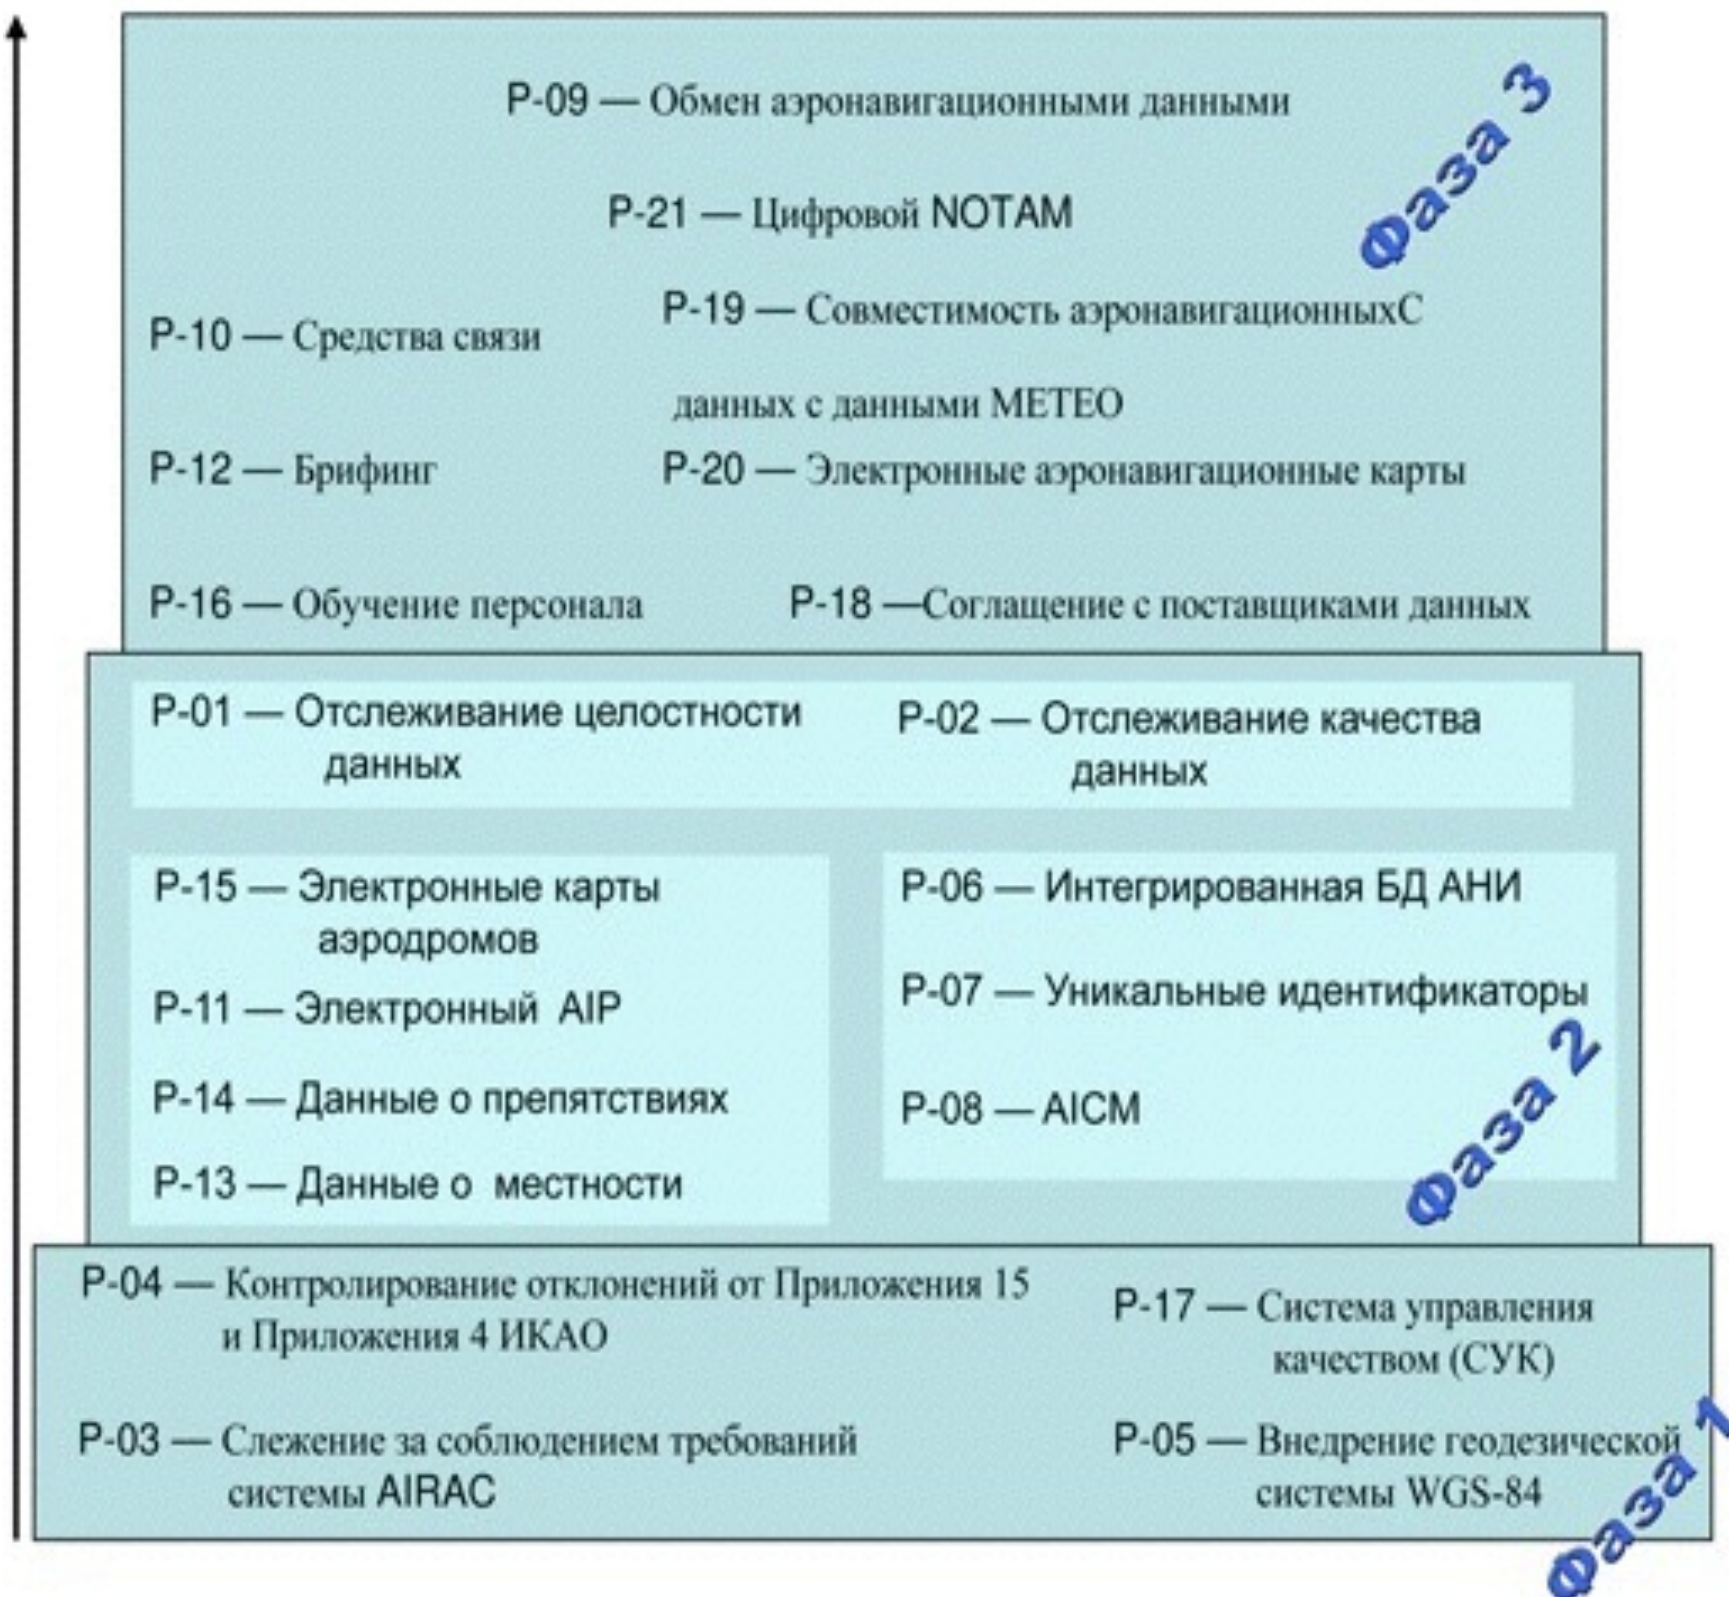 P-09 — Обмен аэронавигационными данными
P-21 — Цифровой NOTAM
Фаза 3
P-10 — Средства связи
P-19 — Совместимость аэронавигационныхС
данных с данными МЕТЕО
P-12 — Брифинг
P-20 — Электронные аэронавигационные карты
P-16 — Обучение персонала
P-18 —Соглащение с поставщиками данных
P-01 — Отслеживание целостности
данных
P-02 — Отслеживание качества
данных
P-15 — Электронные карты
аэродромов
P-11 — Электронный AIP
P-14 — Данные о препятствиях
P-13 — Данные о местности
P-06 — Интегрированная БД АНИ
P-07 — Уникальные идентификаторы
P-08 — AICM
Фаза 2
P-04 — Контролирование отклонений от Приложения 15
и Приложения 4 ИКАО
P-17 — Система управления
качеством (СУК)
P-03 — Слежение за соблюдением требований
системы AIRAC
P-05 — Внедрение геодезической
системы WGS-84
Фаза 1